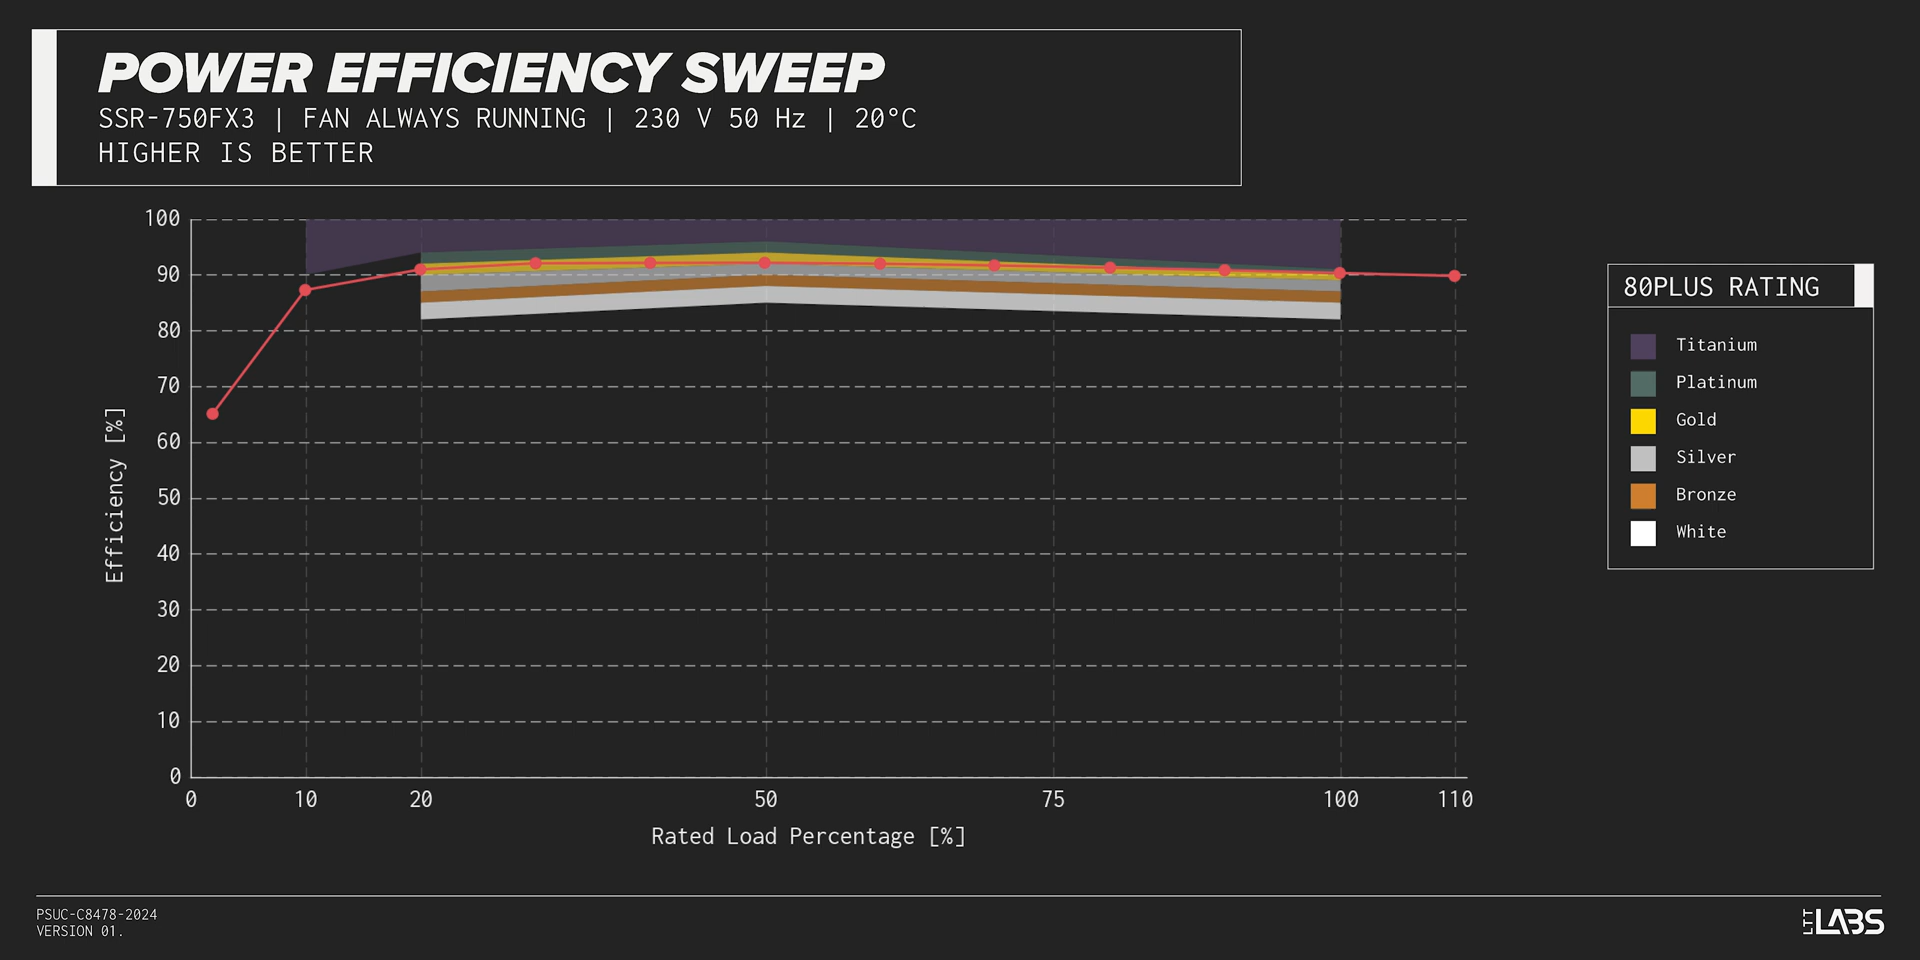 POWER EFFICIENCY SWEEP
SSR-750FX3 | FAN ALWAYS RUNNING | 230 V 50 Hz | 20°C
HIGHER IS BETTER
100
90
80
70
60
50
40
30
20
10
0
Efficiency [%]
0 10 20 50 75 100 110
Rated Load Percentage [%]
80PLUS RATING
Titanium
Platinum
Gold
Silver
Bronze
White
PSUC-C8478-2024
VERSION 01.
LTT LABS